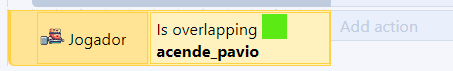 Jogador
Is overlapping
acende_pavio
Add action